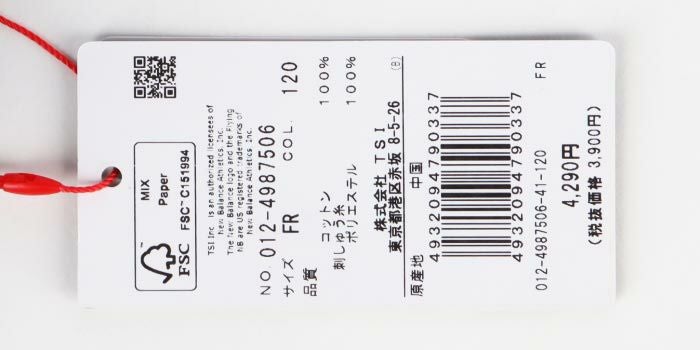 MIX
Paper
FSC™ C151994
FSC
TSI Inc. is an authorized licensees of
New Balance Athletics, Inc.
The New Balance logo and the Flying
NB are US registered trademarks of
New Balance Athletics, Inc.
NO. 012-4987506
サイズ FR COL. 120
品質
コットン 100%
刺しゅう糸
ポリエステル 100%
株式会社 TSI
東京都港区赤坂 8-5-26 (B)
原産地 中国
4932094790337
4932094790337
012-4987506-41-120 FR
4,290円
(税抜価格 3,900円)